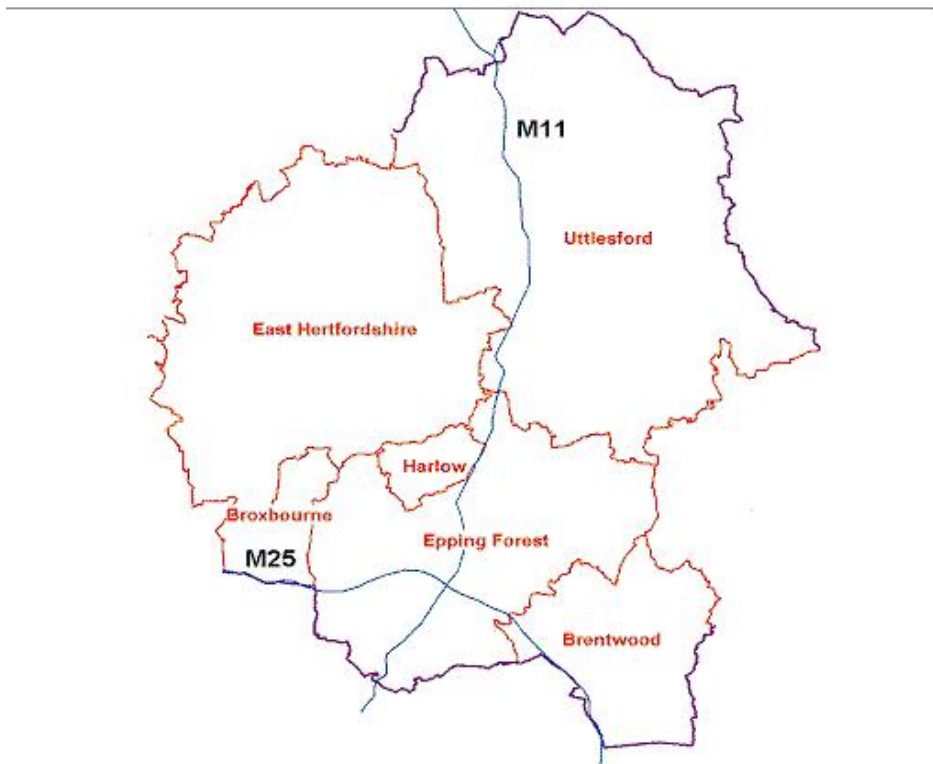 M11
Uttlesford
East Hertfordshire
Harlow
Broxbourne
Epping Forest
M25
Brentwood